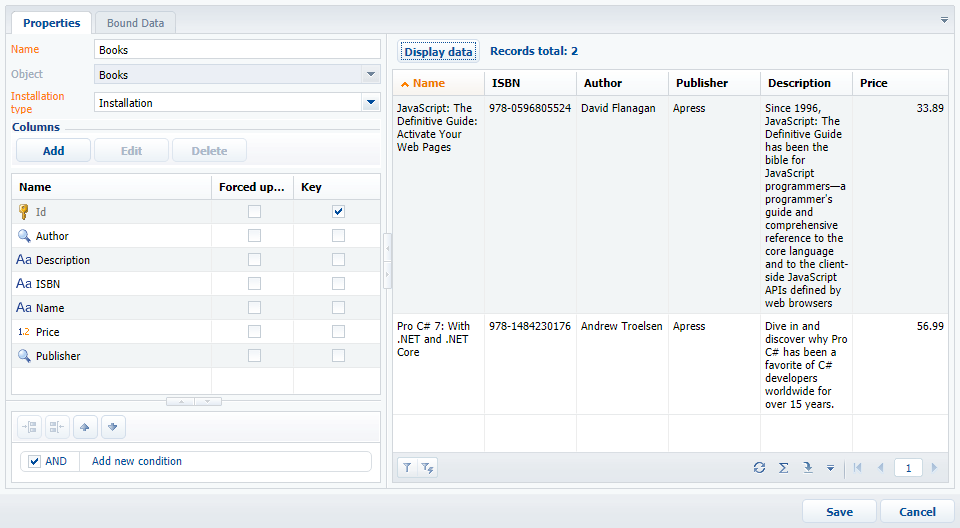 Properties
Bound Data
Name
Books
Object
Books
Installation
type
Installation
Columns
Add
Edit
Delete
Name
Forced up...
Key
Id
Author
Aa Description
Aa ISBN
Aa Name
1.2 Price
Publisher
AND
Add new condition
Display data
Records total: 2
Name
ISBN
Author
Publisher
Description
Price
JavaScript: The
Definitive Guide:
Activate Your
Web Pages
978-0596805524
David Flanagan
Apress
Since 1996,
JavaScript: The
Definitive Guide
has been the
bible for
JavaScript
programmers—a
programmer's
guide and
comprehensive
reference to the
core language
and to the client-
side JavaScript
APIs defined by
web browsers
33.89
Pro C# 7: With
.NET and .NET
Core
978-1484230176
Andrew Troelsen
Apress
Dive in and
discover why Pro
C# has been a
favorite of C#
developers
worldwide for
over 15 years.
56.99
1
Save
Cancel